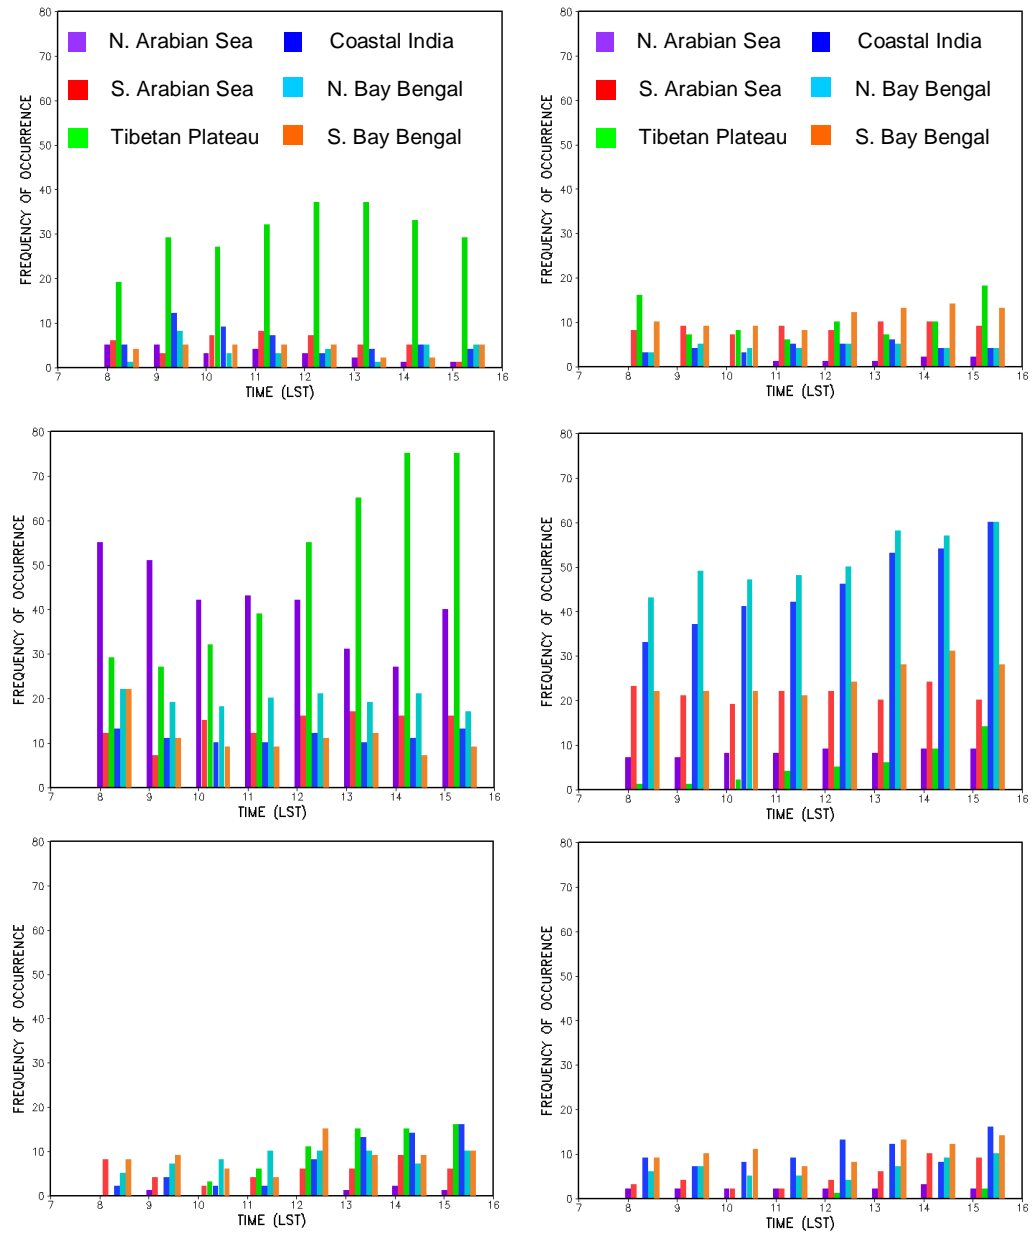 N. Arabian Sea
Coastal India
S. Arabian Sea
N. Bay Bengal
Tibetan Plateau
S. Bay Bengal
80
70
60
50
40
30
20
10
0
FREQUENCY OF OCCURRENCE
7 8 9 10 11 12 13 14 15 16
TIME (LST)
N. Arabian Sea
Coastal India
S. Arabian Sea
N. Bay Bengal
Tibetan Plateau
S. Bay Bengal
80
70
60
50
40
30
20
10
0
FREQUENCY OF OCCURRENCE
7 8 9 10 11 12 13 14 15 16
TIME (LST)
80
70
60
50
40
30
20
10
0
FREQUENCY OF OCCURRENCE
7 8 9 10 11 12 13 14 15 16
TIME (LST)
80
70
60
50
40
30
20
10
0
FREQUENCY OF OCCURRENCE
7 8 9 10 11 12 13 14 15 16
TIME (LST)
80
70
60
50
40
30
20
10
0
FREQUENCY OF OCCURRENCE
7 8 9 10 11 12 13 14 15 16
TIME (LST)
80
70
60
50
40
30
20
10
0
FREQUENCY OF OCCURRENCE
7 8 9 10 11 12 13 14 15 16
TIME (LST)